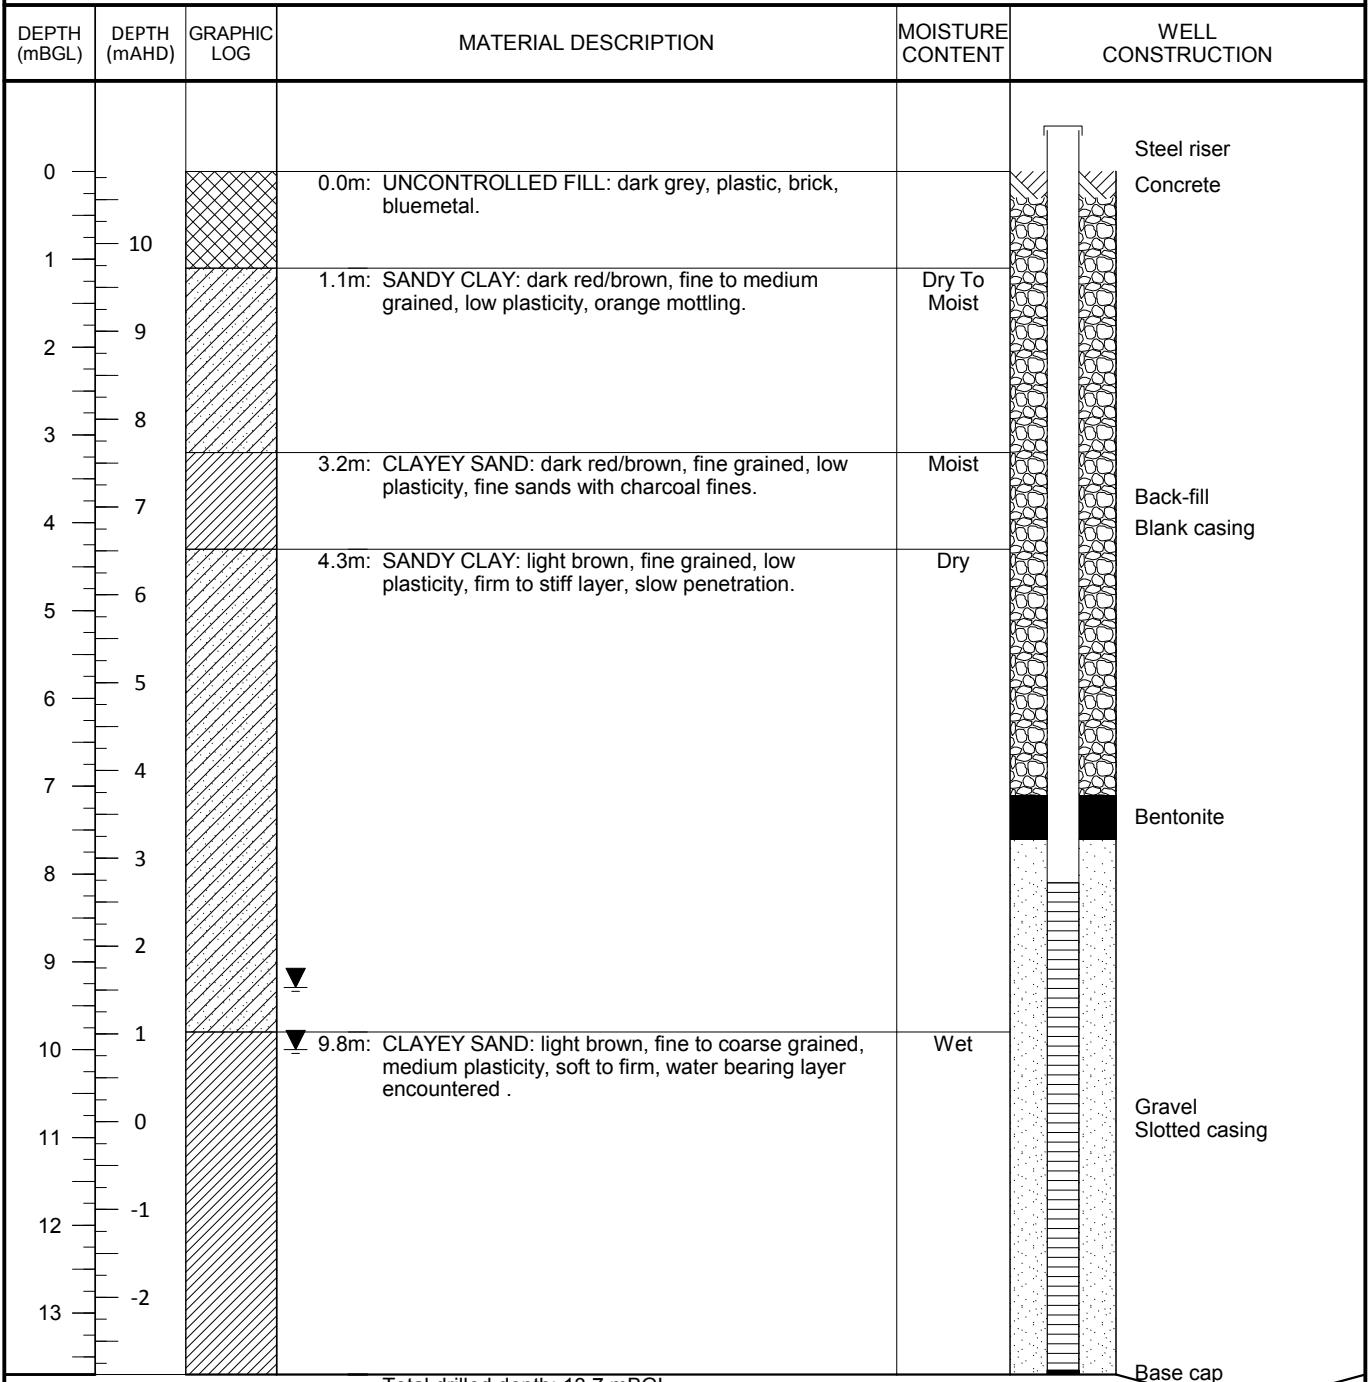 DEPTH (mBGL)
DEPTH (mAHD)
GRAPHIC LOG
MATERIAL DESCRIPTION
MOISTURE CONTENT
WELL CONSTRUCTION
Steel riser
0
0.0m: UNCONTROLLED FILL: dark grey, plastic, brick,
bluemetal.
Concrete
10
1
1.1m: SANDY CLAY: dark red/brown, fine to medium
grained, low plasticity, orange mottling.
Dry To
Moist
9
2
8
3
3.2m: CLAYEY SAND: dark red/brown, fine grained, low
plasticity, fine sands with charcoal fines.
Moist
7
Back-fill
4
Blank casing
4.3m: SANDY CLAY: light brown, fine grained, low
plasticity, firm to stiff layer, slow penetration.
Dry
6
5
5
6
4
7
Bentonite
3
8
2
9
1
10
9.8m: CLAYEY SAND: light brown, fine to coarse grained,
medium plasticity, soft to firm, water bearing layer
encountered .
Wet
0
Gravel
11
Slotted casing
-1
12
-2
13
Base cap
Total drilled depth: 13.7 mBGL